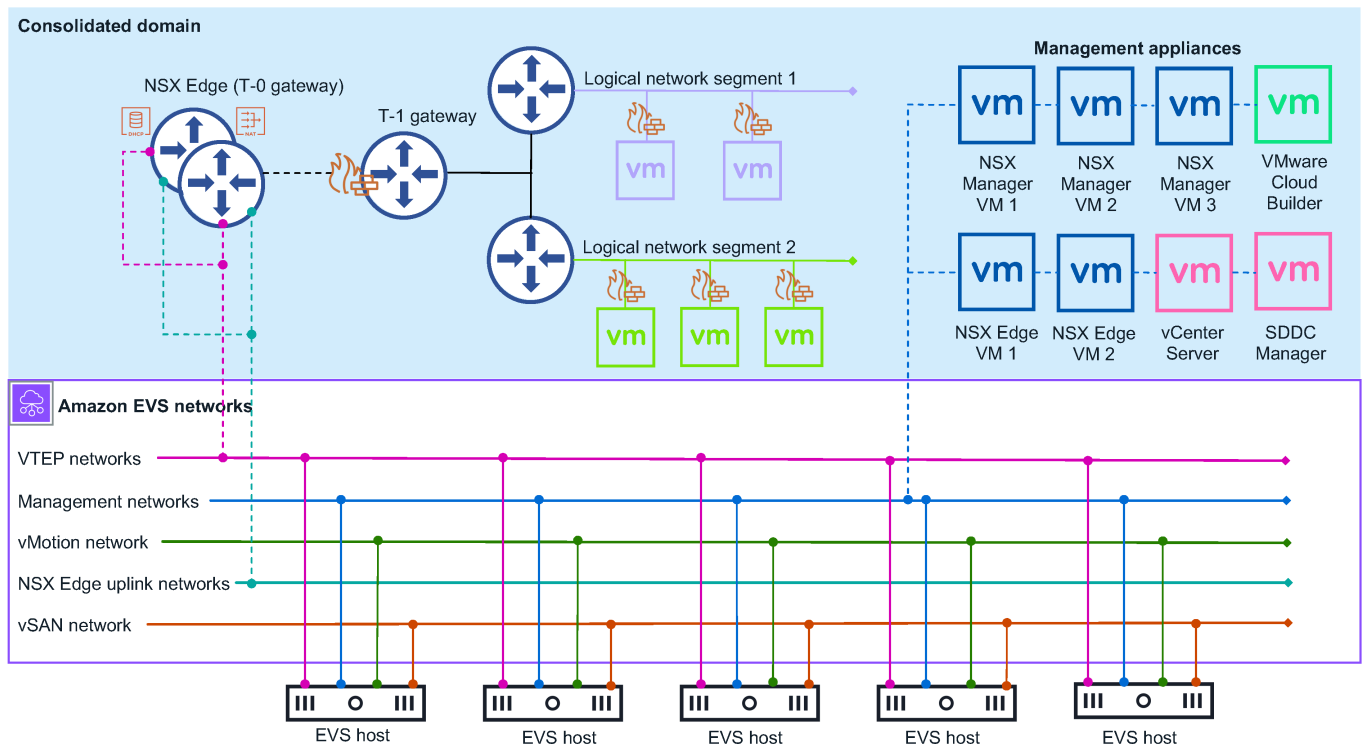 Consolidated domain
NSX Edge (T-0 gateway)
DHCP
NAT
T-1 gateway
Logical network segment 1
vm
vm
Logical network segment 2
vm
vm
vm
Management appliances
vm
vm
vm
vm
NSX
Manager
VM 1
NSX
Manager
VM 2
NSX
Manager
VM 3
VMware
Cloud
Builder
vm
vm
vm
vm
NSX Edge
VM 1
NSX Edge
VM 2
vCenter
Server
SDDC
Manager
Amazon EVS networks
VTEP networks
Management networks
vMotion network
NSX Edge uplink networks
vSAN network
EVS host
EVS host
EVS host
EVS host
EVS host